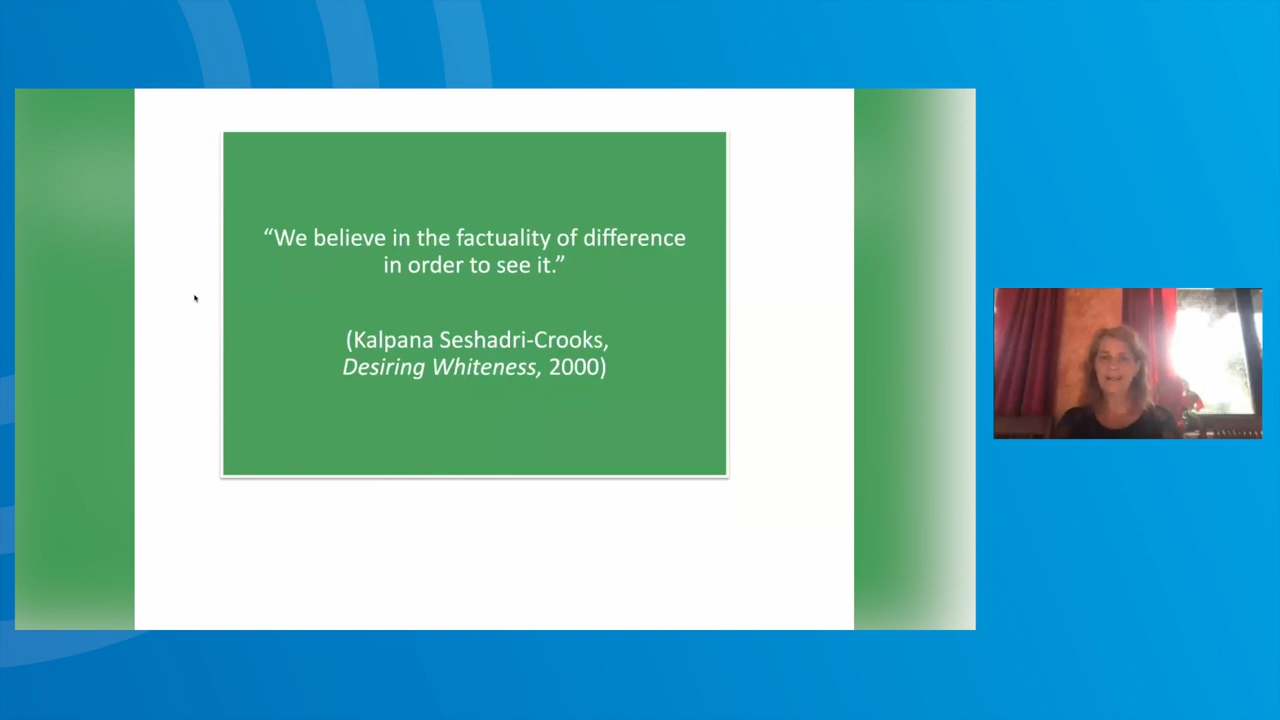 “We believe in the factuality of difference
in order to see it.”
(Kalpana Seshadri-Crooks,
Desiring Whiteness, 2000)